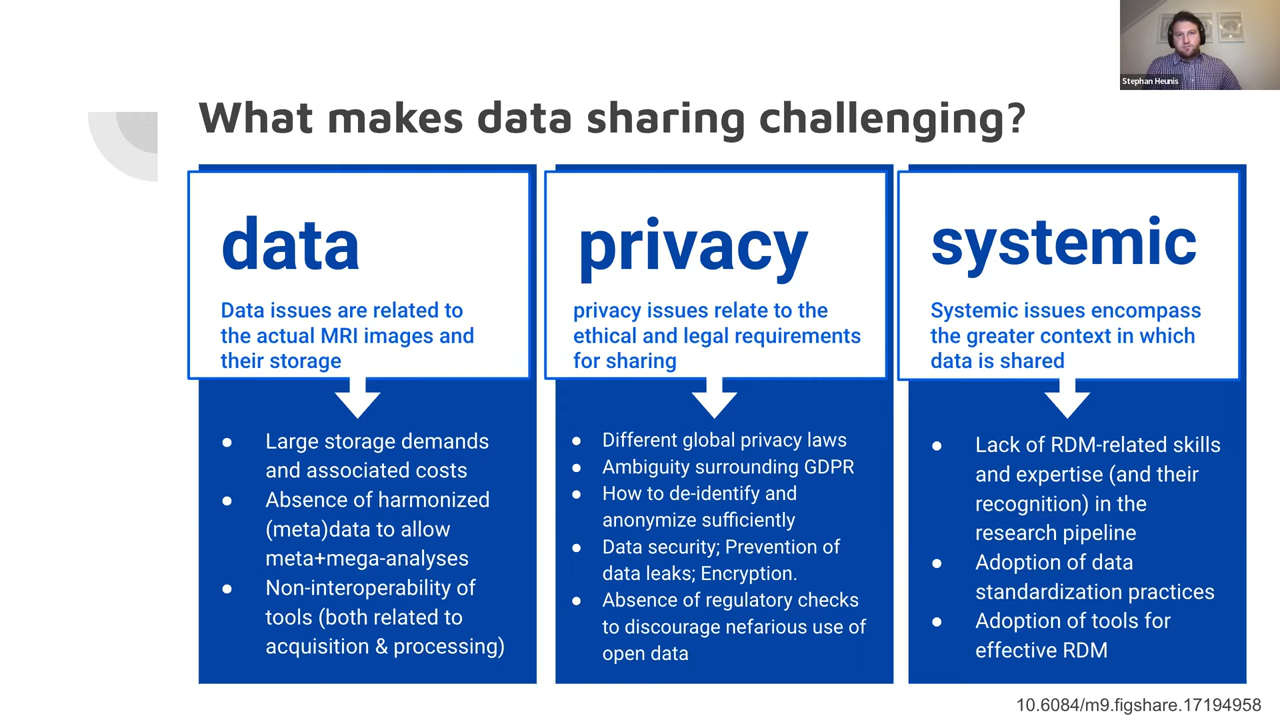 Stephan Heunis
What makes data sharing challenging?
data
Data issues are related to
the actual MRI images and
their storage
● Large storage demands
and associated costs
● Absence of harmonized
(meta)data to allow
meta+mega-analyses
● Non-interoperability of
tools (both related to
acquisition & processing)
privacy
privacy issues relate to the
ethical and legal requirements
for sharing
● Different global privacy laws
● Ambiguity surrounding GDPR
● How to de-identify and
anonymize sufficiently
● Data security; Prevention of
data leaks; Encryption.
● Absence of regulatory checks
to discourage nefarious use of
open data
systemic
Systemic issues encompass
the greater context in which
data is shared
● Lack of RDM-related skills
and expertise (and their
recognition) in the
research pipeline
● Adoption of data
standardization practices
● Adoption of tools for
effective RDM
10.6084/m9.figshare.17194958